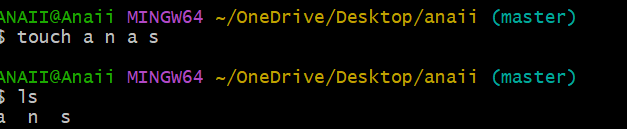 ANAII@Anaii MINGW64 ~/OneDrive/Desktop/anaii (master)
$ touch a n a s
ANAII@Anaii MINGW64 ~/OneDrive/Desktop/anaii (master)
$ ls
a  n  s